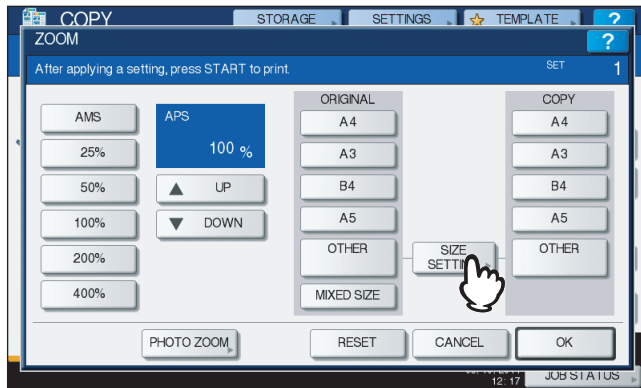 COPY
STORAGE
SETTINGS
TEMPLATE
?
ZOOM
?
After applying a setting, press START to print.
SET 1
ORIGINAL
COPY
AMS
APS
100 %
A4
A4
25%
A3
A3
50%
UP
B4
B4
100%
DOWN
A5
A5
200%
OTHER
SIZE
OTHER
400%
MIXED SIZE
PHOTO ZOOM
RESET
CANCEL
OK
12: 17
JOB STATUS